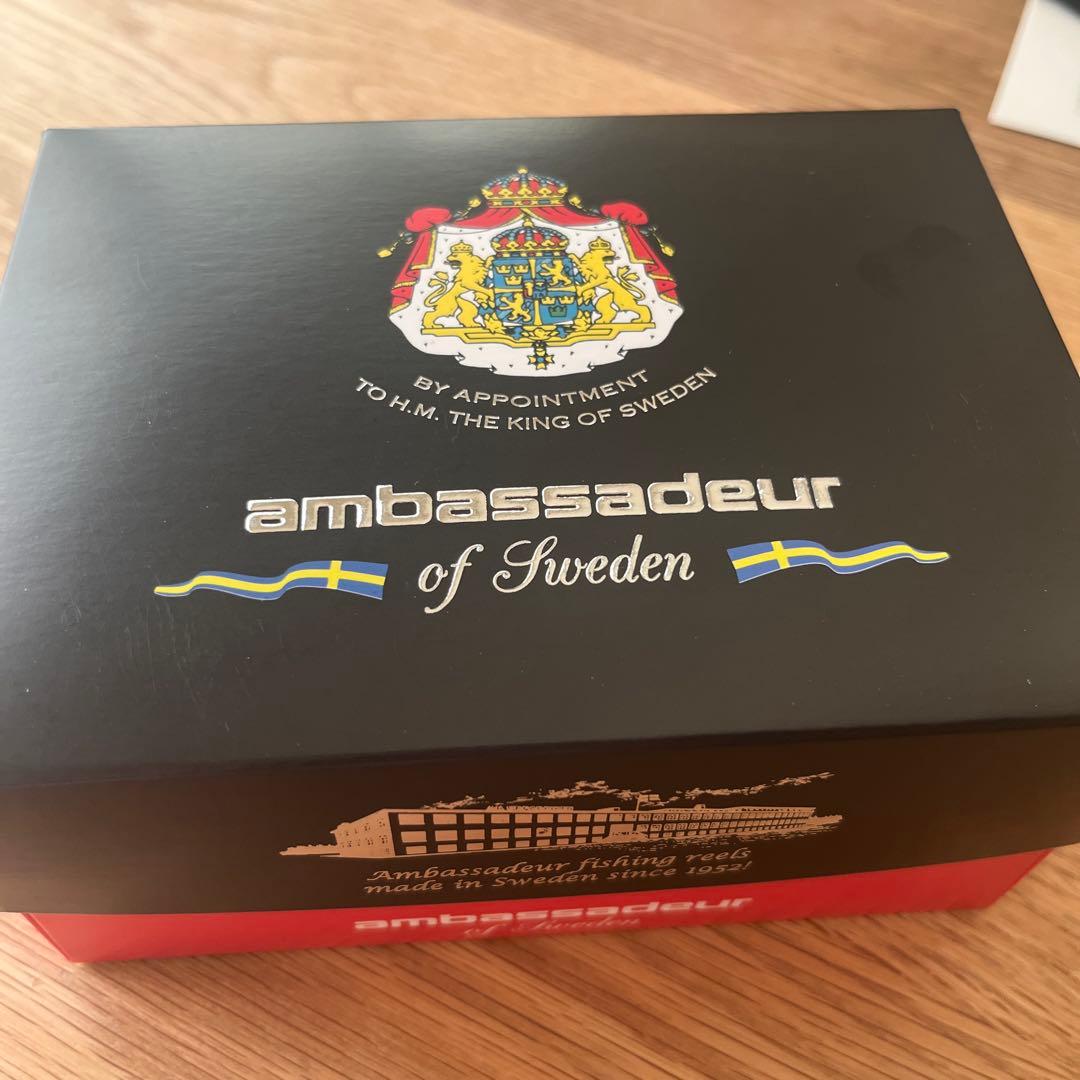 BY APPOINTMENT
TO H.M. THE KING OF SWEDEN
ambassadeur
of Sweden
Ambassadeur fishing reels
made in Sweden since 1952!
ambassadeur
of Sweden